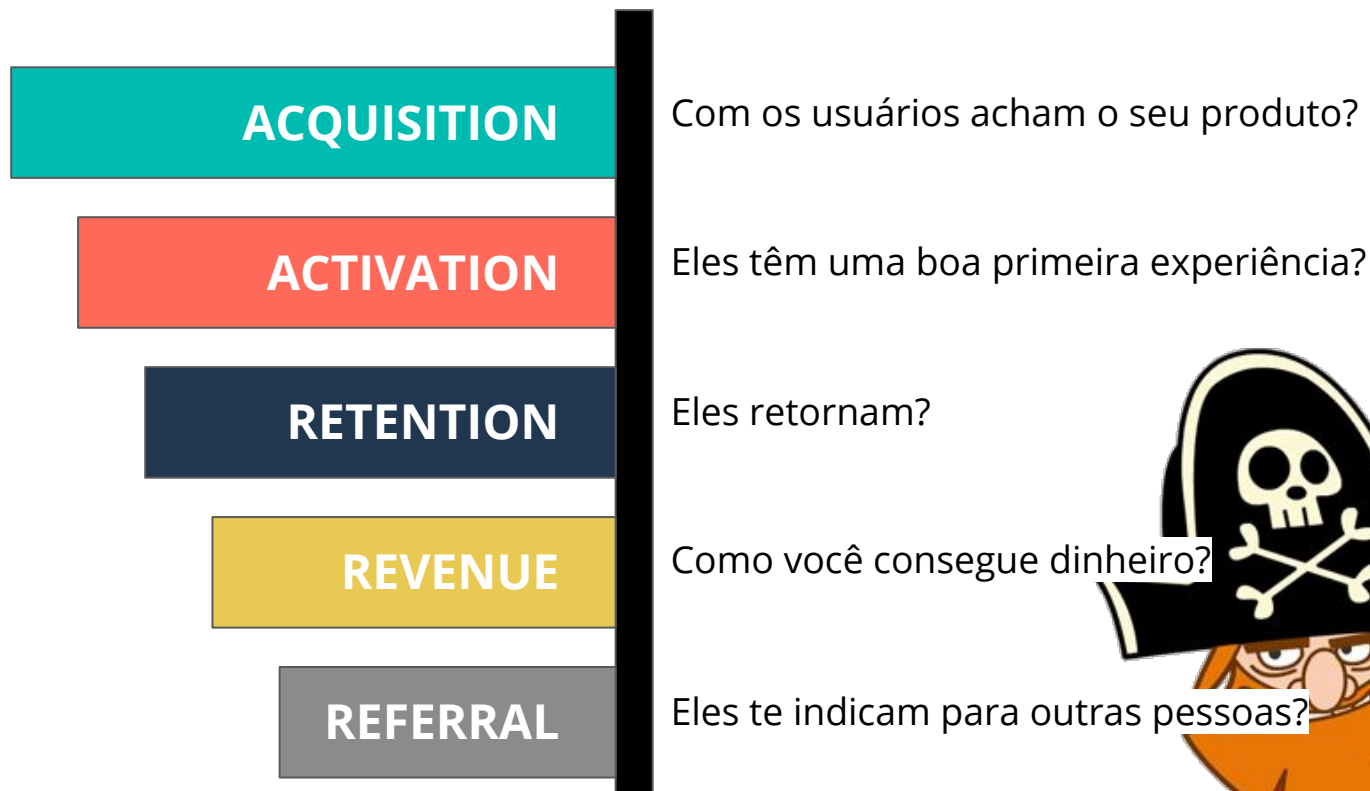 ACQUISITION
Com os usuários acham o seu produto?
ACTIVATION
Eles têm uma boa primeira experiência?
RETENTION
Eles retornam?
REVENUE
Como você consegue dinheiro?
REFERRAL
Eles te indicam para outras pessoas?